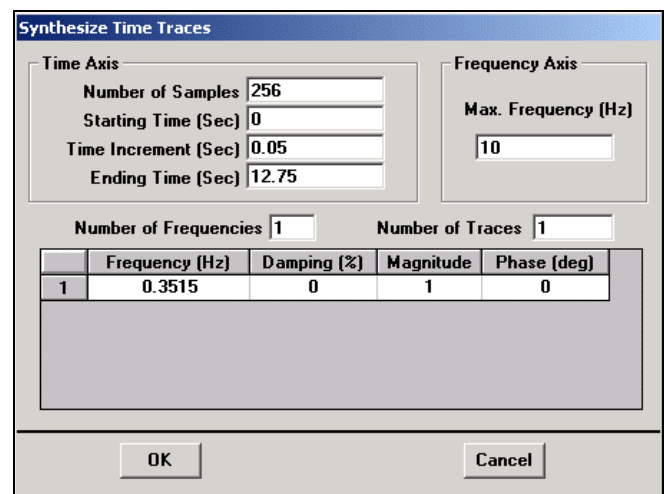 Synthesize Time Traces
Time Axis
Number of Samples 256
Starting Time (Sec) 0
Time Increment (Sec) 0.05
Ending Time (Sec) 12.75
Frequency Axis
Max. Frequency (Hz)
10
Number of Frequencies 1
Number of Traces 1
Frequency (Hz) Damping (%) Magnitude Phase (deg)
1 0.3515 0 1 0
OK
Cancel